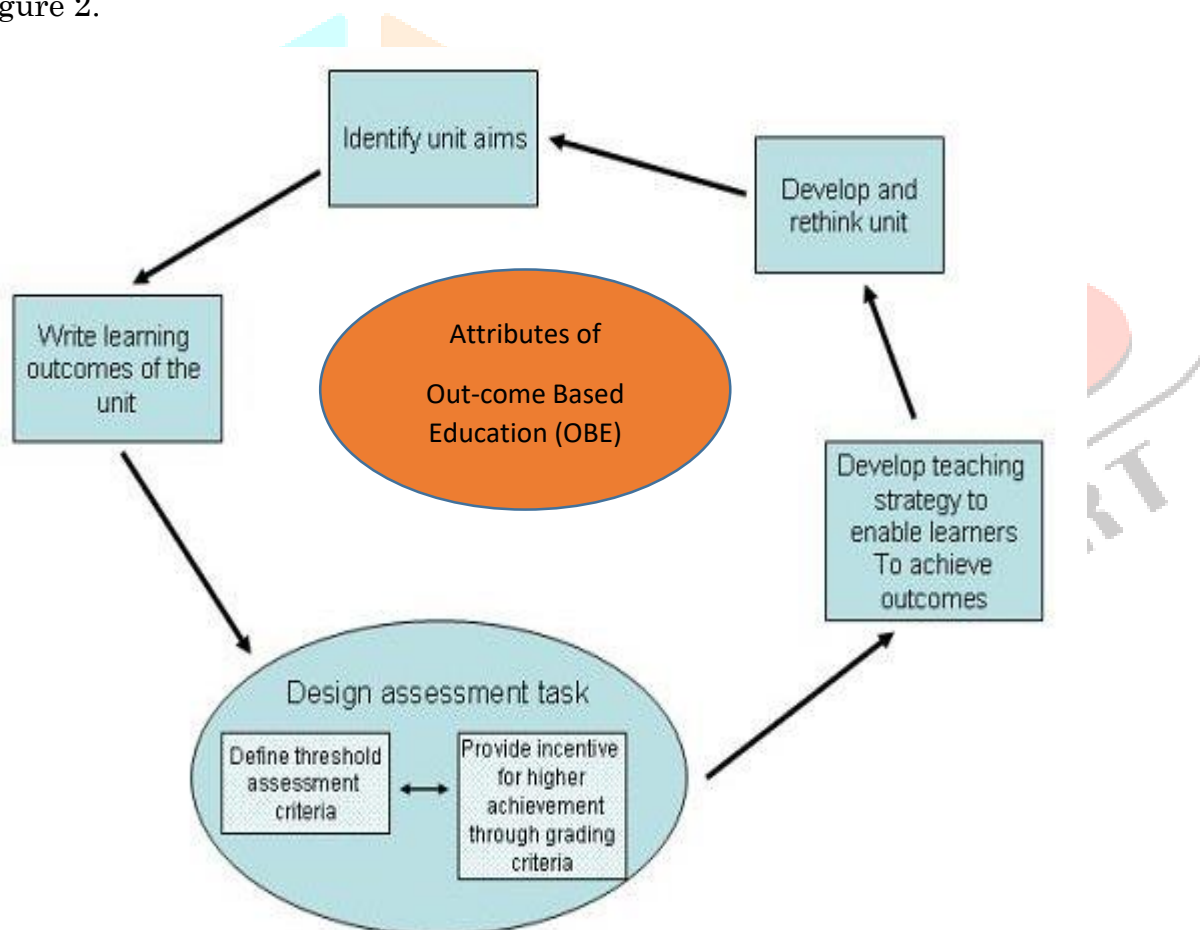 gure 2.
Identify unit aims
Develop and
rethink unit
Write learning
outcomes of the
unit
Attributes of
Out-come Based
Education (OBE)
Develop teaching
strategy to
enable learners
To achieve
outcomes
Design assessment task
Define threshold
assessment
criteria
Provide incentive
for higher
achievement
through grading
criteria
RT